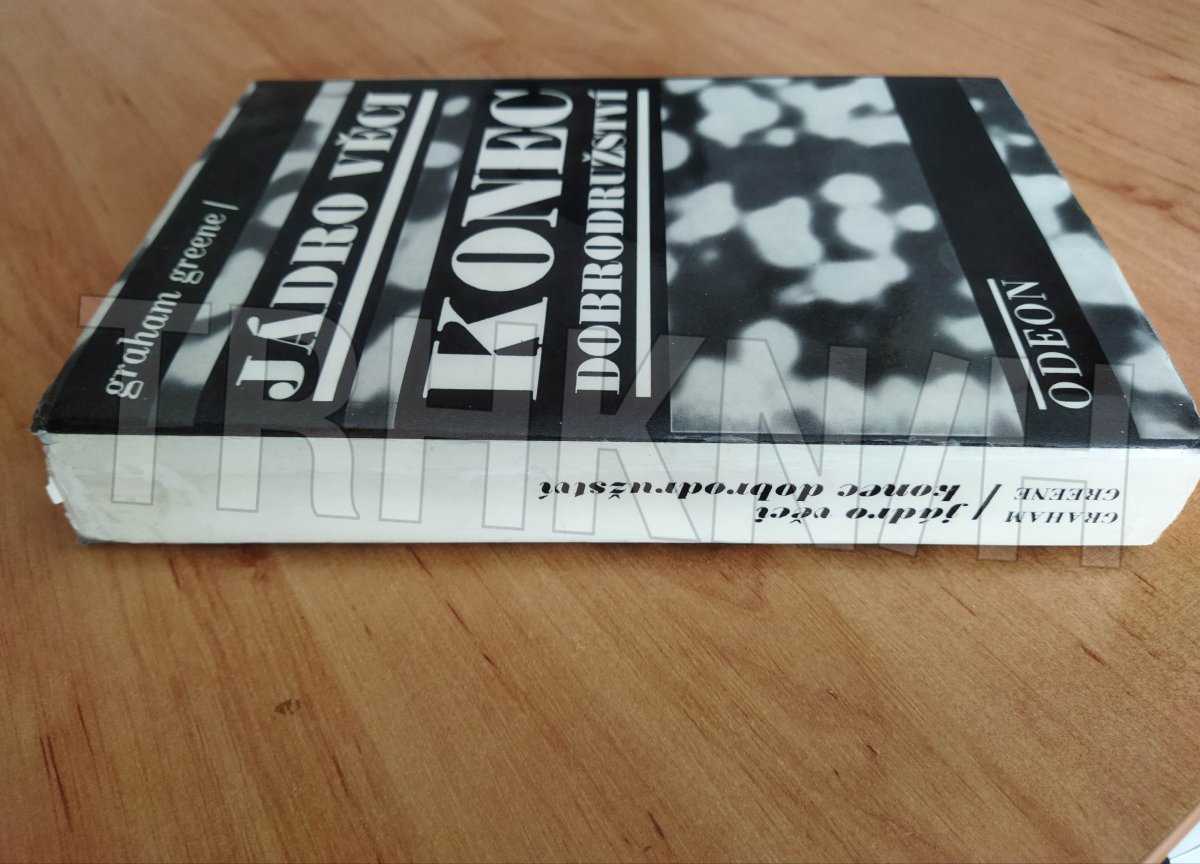 graham greene/
JÁDRO VĚCI
KONEC
DOBRODRUŽSTVÍ
ODEON
GRAHAM
GREENE
/ jádro věci
konec dobrodružství
TRHKNIH